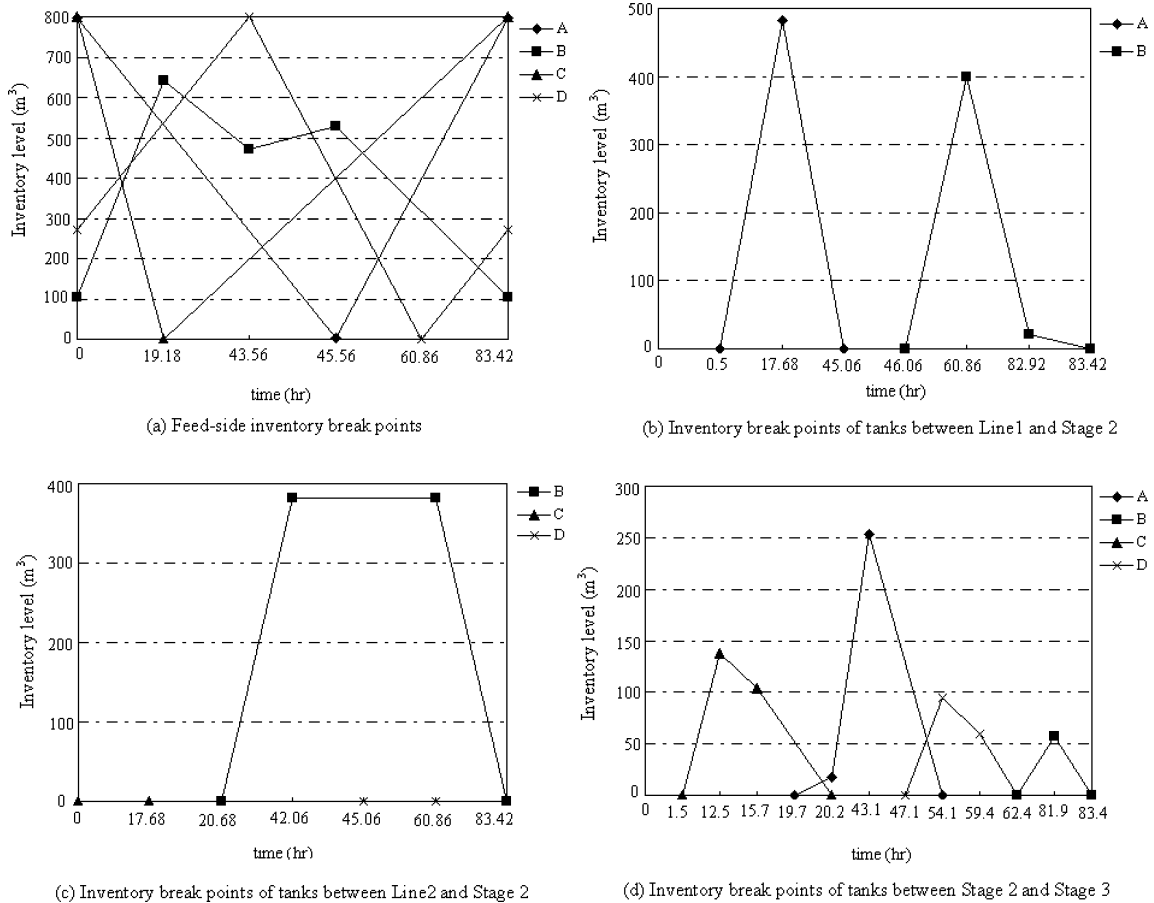 800
700
600
500
400
300
200
100
0
Inventory level (m³)
0 19.18 43.56 45.56 60.86 83.42
time (hr)
A
B
C
D
(a) Feed-side inventory break points
500
400
300
200
100
0
Inventory level (m³)
0 0.5 17.68 45.06 46.06 60.86 82.92 83.42
time (hr)
A
B
(b) Inventory break points of tanks between Line1 and Stage 2
400
300
200
100
0
Inventory level (m³)
0 17.68 20.68 42.06 45.06 60.86 83.42
time (hr)
B
C
D
(c) Inventory break points of tanks between Line2 and Stage 2
300
250
200
150
100
50
0
Inventory level (m³)
0 1.5 12.5 15.7 19.7 20.2 43.1 47.1 54.1 59.4 62.4 81.9 83.4
time (hr)
A
B
C
D
(d) Inventory break points of tanks between Stage 2 and Stage 3